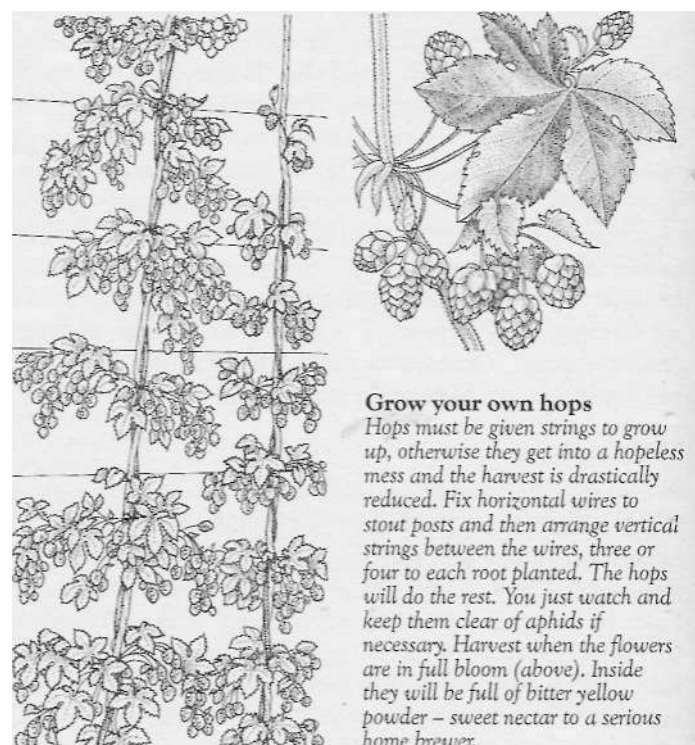 Grow your own hops
Hops must be given strings to grow
up, otherwise they get into a hopeless
mess and the harvest is drastically
reduced. Fix horizontal wires to
stout posts and then arrange vertical
strings between the wires, three or
four to each root planted. The hops
will do the rest. You just watch and
keep them clear of aphids if
necessary. Harvest when the flowers
are in full bloom (above). Inside
they will be full of bitter yellow
powder – sweet nectar to a serious
home brewer